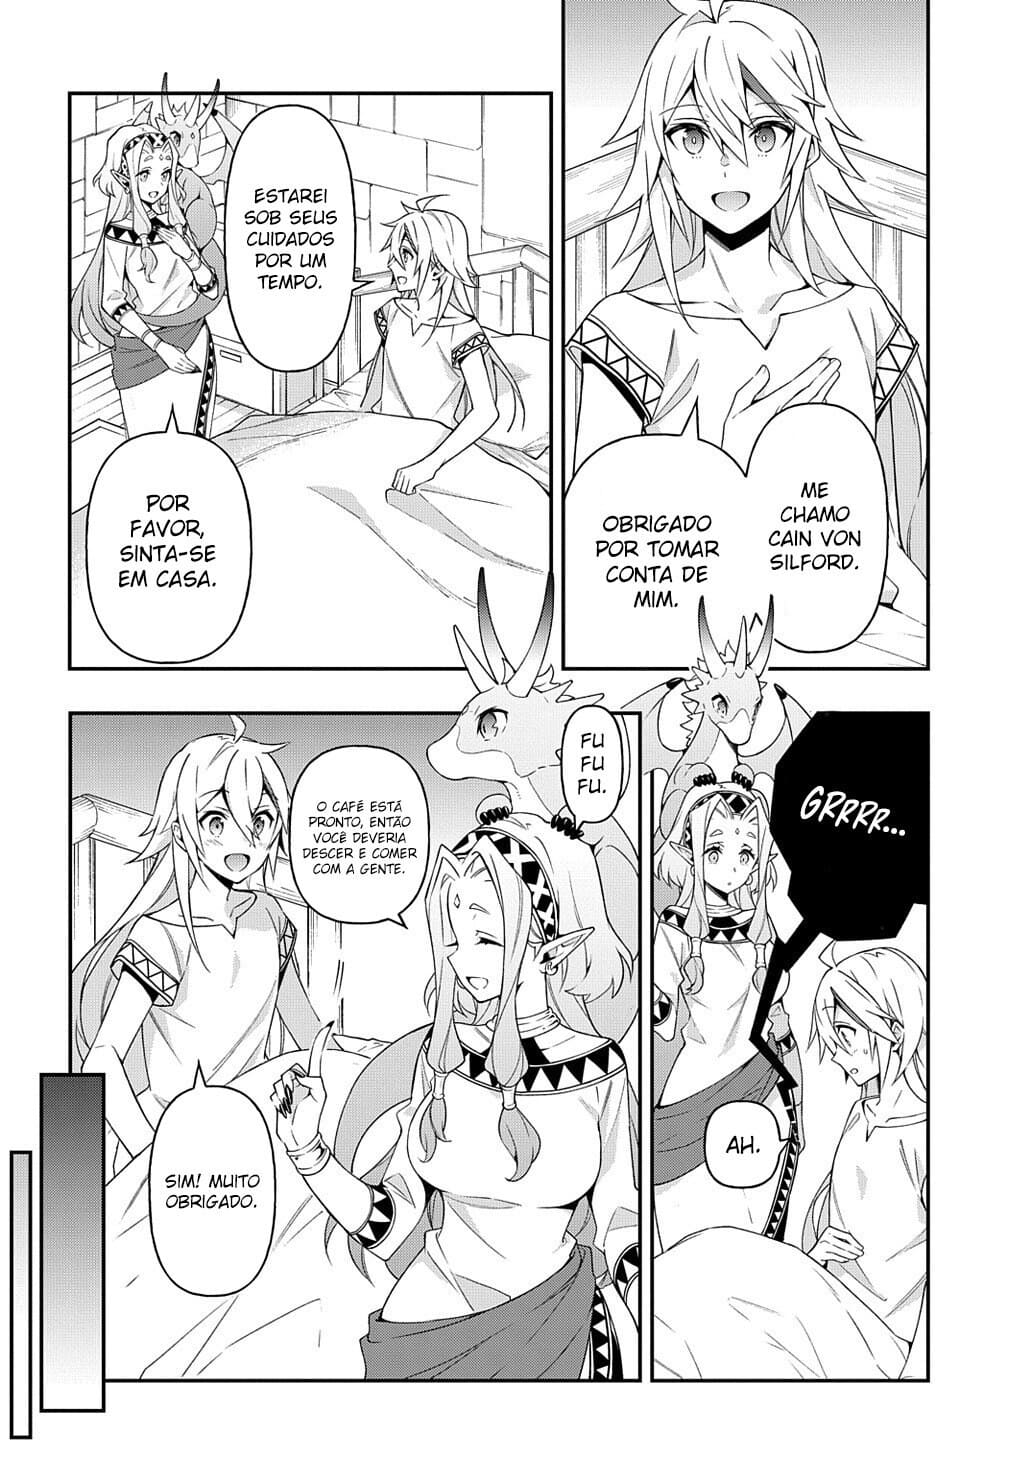 ME
CHAMO
CAIN VON
SILFORD.
OBRIGADO
POR TOMAR
CONTA DE
MIM.
ESTAREI
SOB SEUS
CUIDADOS
POR UM
TEMPO.
POR
FAVOR,
SINTA-SE
EM CASA.
GRRRR...
AH.
FU
FU
FU.
O CAFÉ ESTÁ
PRONTO, ENTÃO
VOCÊ DEVERIA
DESCER E COMER
COM A GENTE.
SIM! MUITO
OBRIGADO.